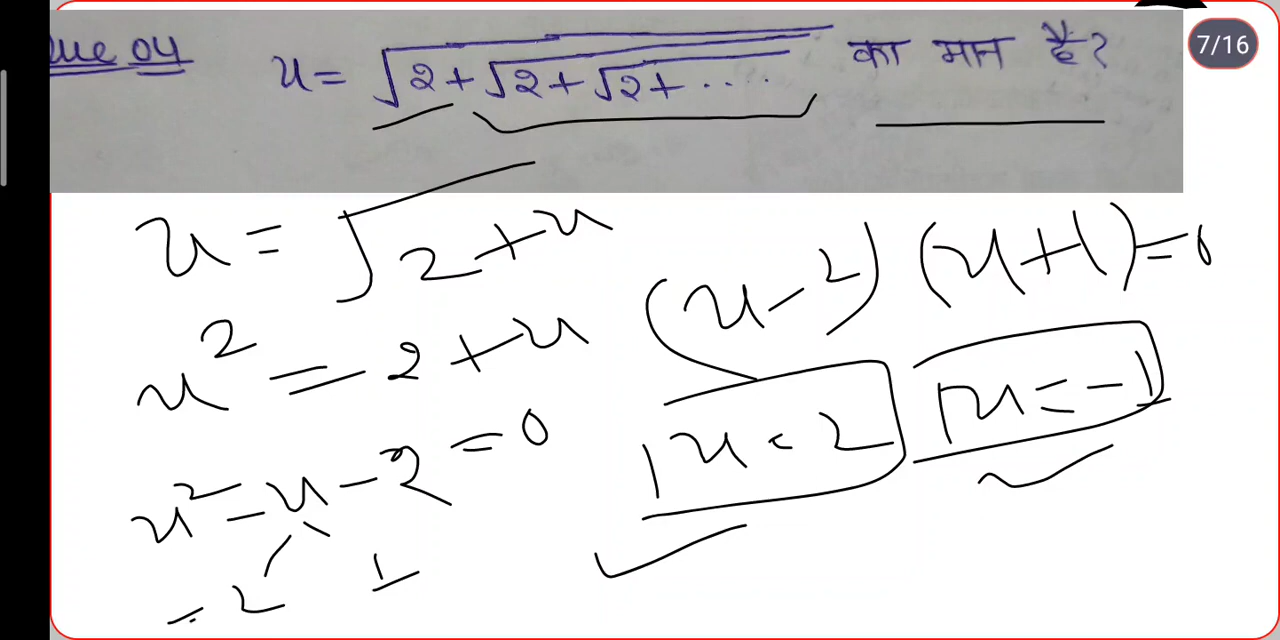 Que 04
x = √2+√2+√2+.... का मान है?
7/16
x = √2+x
x² = 2+x
x²-x-2=0
-2 1
(x-2) (x+1)=0
x=2
x=-1